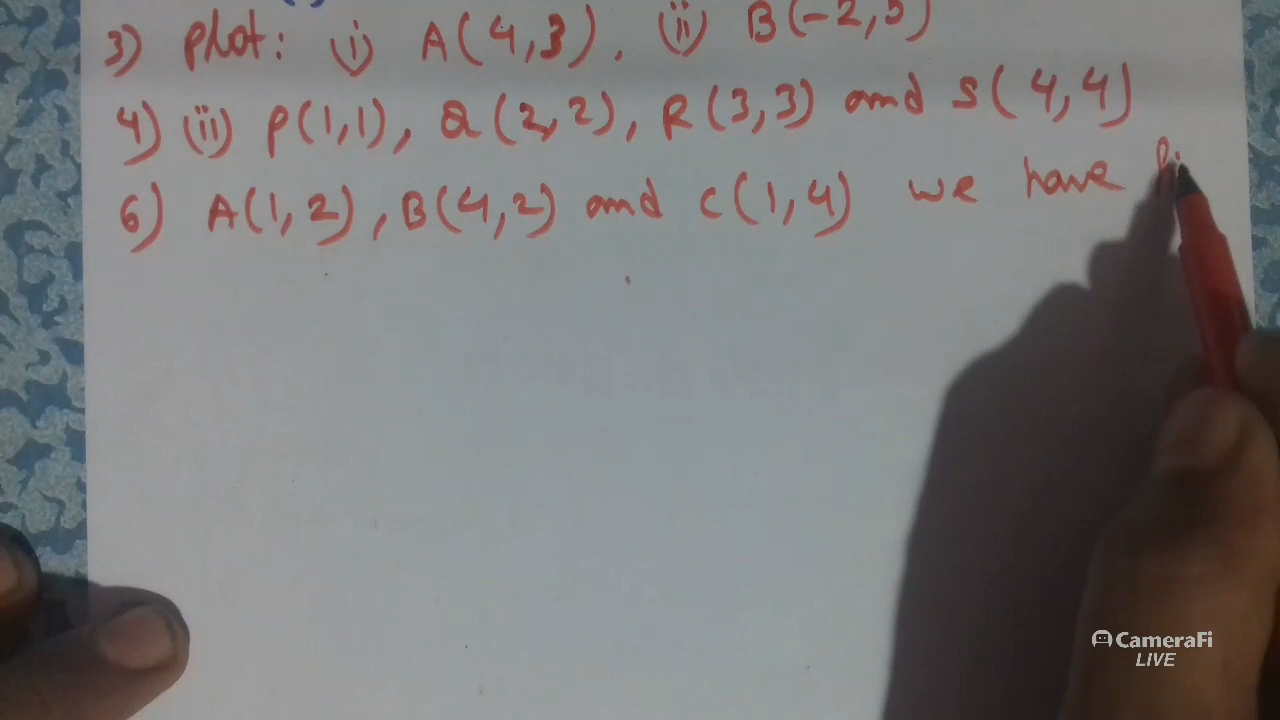 3) plot: (i) A(4,3), (ii) B(-2,5)
4) (ii) P(1,1), Q(2,2), R(3,3) and S(4,4)
6) A(1,2), B(4,2) and C(1,4) we have
CameraFi
LIVE